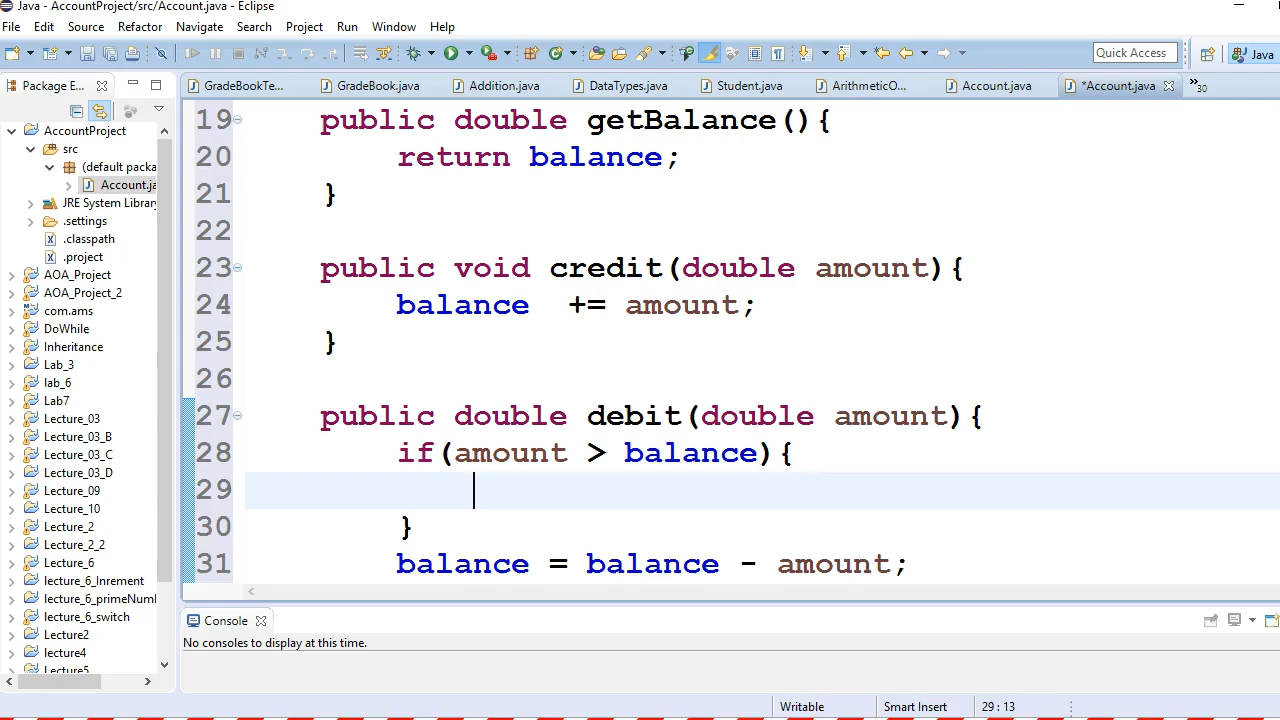 Java - AccountProject/src/Account.java - Eclipse
File Edit Source Refactor Navigate Search Project Run Window Help
Quick Access
Java
Package E...
GradeBookTe... GradeBook.java Addition.java DataTypes.java Student.java ArithmeticO... Account.java *Account.java »30
AccountProject
src
(default packa
Account.ja
JRE System Library
.settings
.classpath
.project
AOA_Project
AOA_Project_2
com.ams
DoWhile
Inheritance
Lab_3
lab_6
Lab7
Lecture_03
Lecture_03_B
Lecture_03_C
Lecture_03_D
Lecture_09
Lecture_10
Lecture_2
Lecture_2_2
Lecture_6
lecture_6_Inrement
lecture_6_primeNuml
lecture_6_switch
Lecture2
lecture4
Lecture5
19 public double getBalance(){
20 return balance;
21 }
22
23 public void credit(double amount){
24 balance  += amount;
25 }
26
27 public double debit(double amount){
28 if(amount > balance){
29
30 }
31 balance = balance - amount;
Console
No consoles to display at this time.
Writable Smart Insert 29 : 13